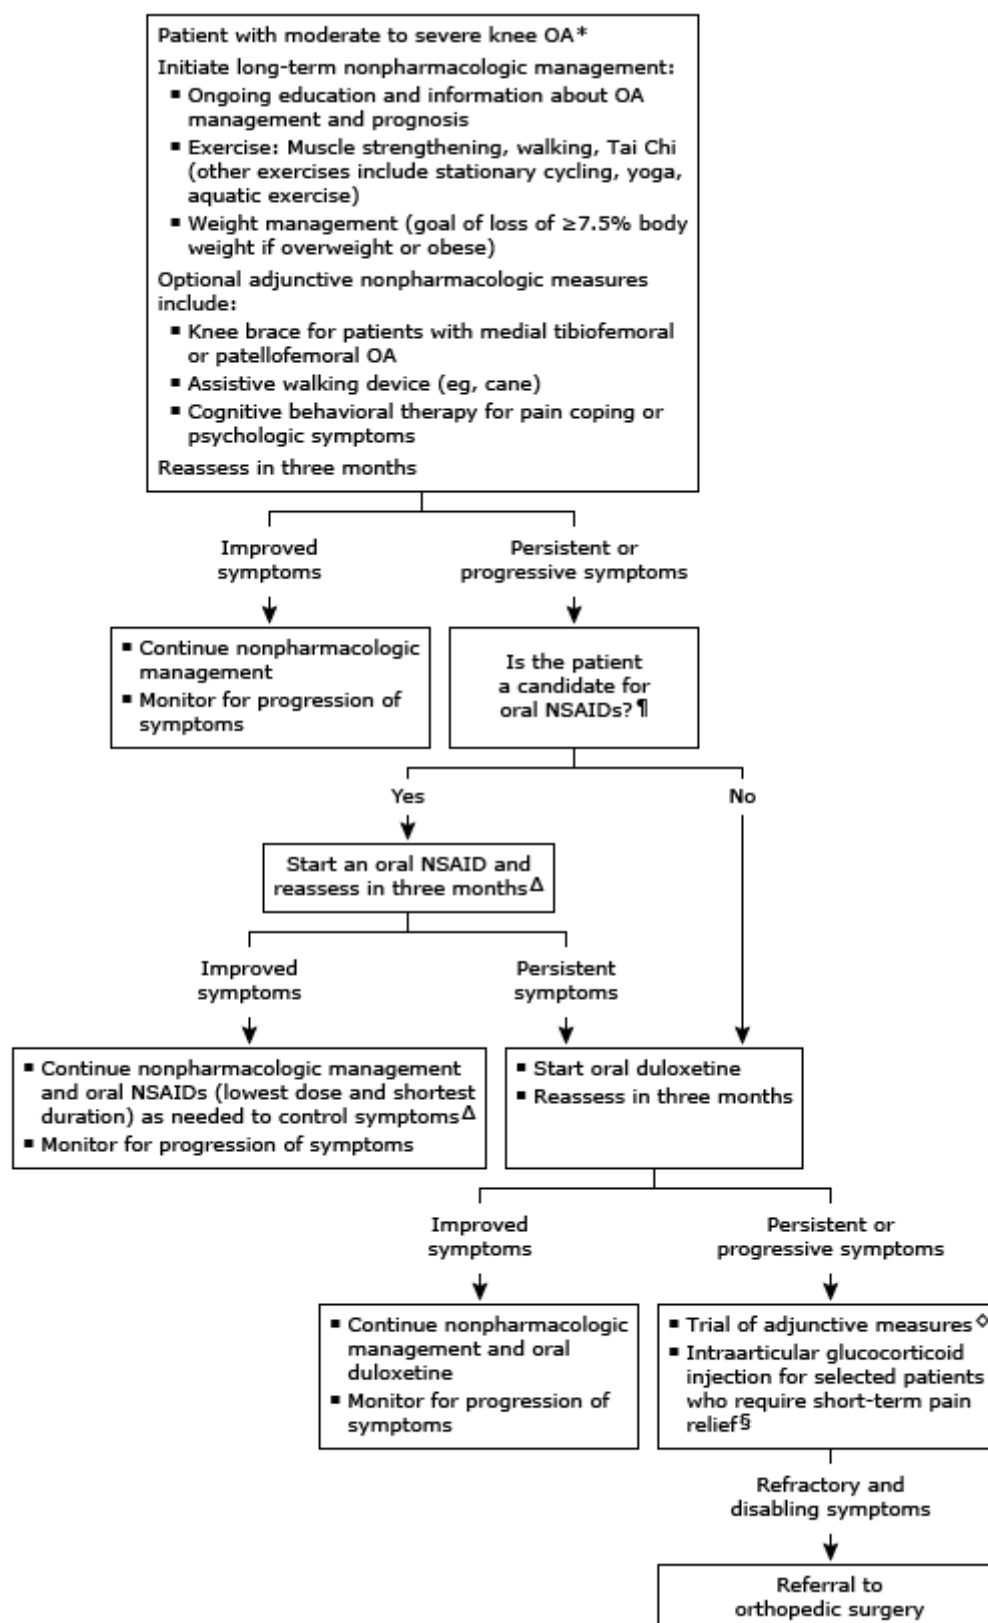 Patient with moderate to severe knee OA*
Initiate long-term nonpharmacologic management:
▪ Ongoing education and information about OA
management and prognosis
▪ Exercise: Muscle strengthening, walking, Tai Chi
(other exercises include stationary cycling, yoga,
aquatic exercise)
▪ Weight management (goal of loss of ≥7.5% body
weight if overweight or obese)
Optional adjunctive nonpharmacologic measures
include:
▪ Knee brace for patients with medial tibiofemoral
or patellofemoral OA
▪ Assistive walking device (eg, cane)
▪ Cognitive behavioral therapy for pain coping or
psychologic symptoms
Reassess in three months
Improved
symptoms
Persistent or
progressive symptoms
▪ Continue nonpharmacologic
management
▪ Monitor for progression of
symptoms
Is the patient
a candidate for
oral NSAIDs?¶
Yes
No
Start an oral NSAID and
reassess in three monthsΔ
Improved
symptoms
Persistent
symptoms
▪ Continue nonpharmacologic management
and oral NSAIDs (lowest dose and shortest
duration) as needed to control symptomsΔ
▪ Monitor for progression of symptoms
▪ Start oral duloxetine
▪ Reassess in three months
Improved
symptoms
Persistent or
progressive symptoms
▪ Continue nonpharmacologic
management and oral
duloxetine
▪ Monitor for progression of
symptoms
▪ Trial of adjunctive measures◊
▪ Intraarticular glucocorticoid
injection for selected patients
who require short-term pain
relief§
Refractory and
disabling symptoms
Referral to
orthopedic surgery